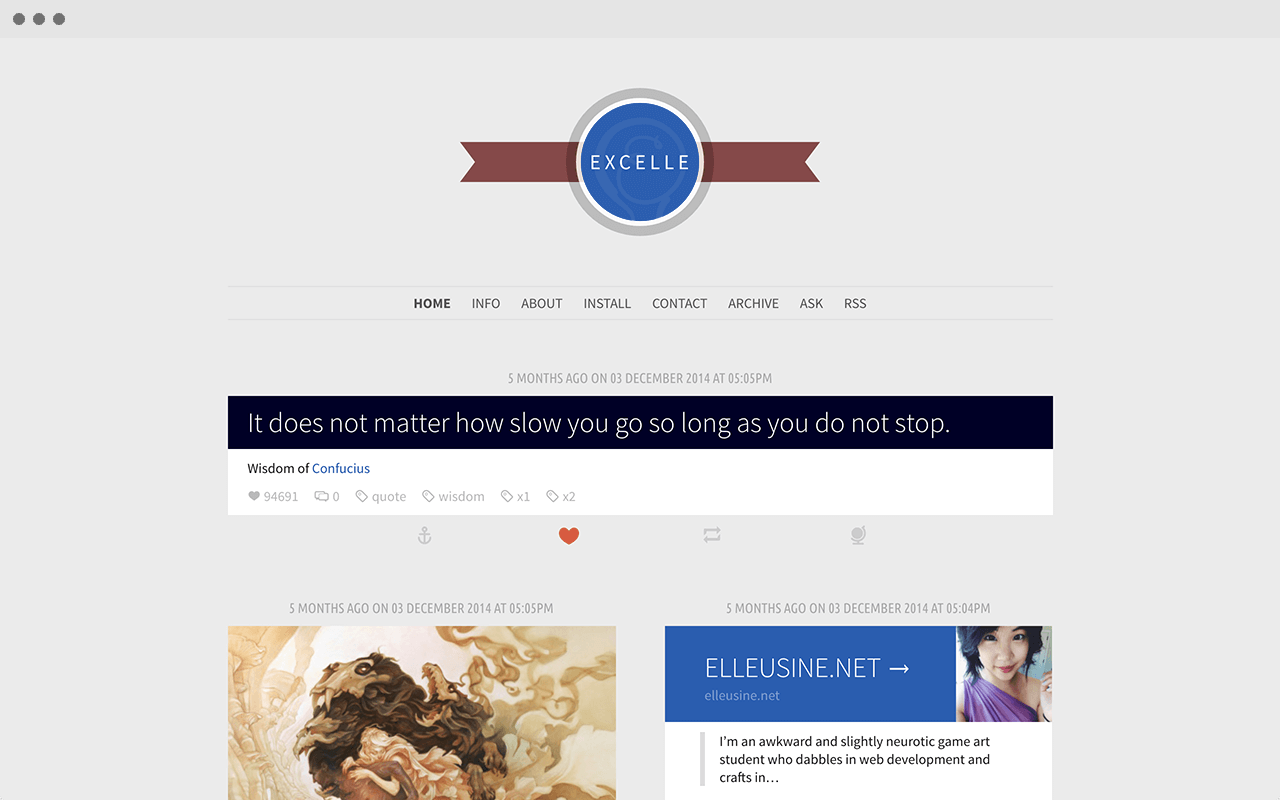 EXCELLE
HOME INFO ABOUT INSTALL CONTACT ARCHIVE ASK RSS
5 MONTHS AGO ON 03 DECEMBER 2014 AT 05:05PM
It does not matter how slow you go so long as you do not stop.
Wisdom of Confucius
94691 0 quote wisdom x1 x2
5 MONTHS AGO ON 03 DECEMBER 2014 AT 05:05PM
5 MONTHS AGO ON 03 DECEMBER 2014 AT 05:04PM
ELLEUSINE.NET →
elleusine.net
I’m an awkward and slightly neurotic game art
student who dabbles in web development and
crafts in…